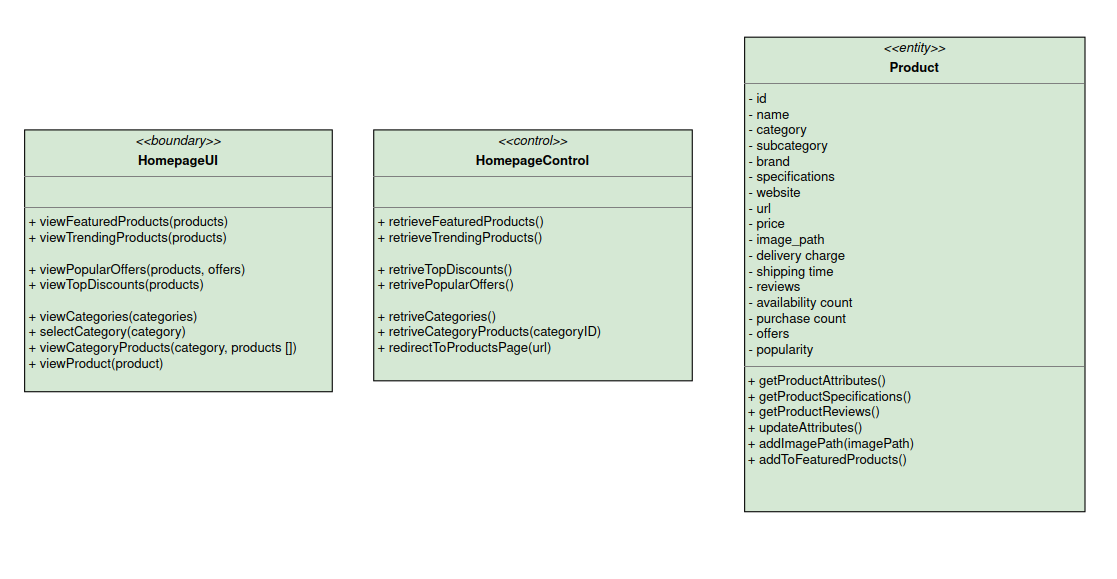 <<boundary>>
HomepageUI
+ viewFeaturedProducts(products)
+ viewTrendingProducts(products)
+ viewPopularOffers(products, offers)
+ viewTopDiscounts(products)
+ viewCategories(categories)
+ selectCategory(category)
+ viewCategoryProducts(category, products [])
+ viewProduct(product)
<<control>>
HomepageControl
+ retrieveFeaturedProducts()
+ retrieveTrendingProducts()
+ retriveTopDiscounts()
+ retrivePopularOffers()
+ retriveCategories()
+ retriveCategoryProducts(categoryID)
+ redirectToProductsPage(url)
<<entity>>
Product
- id
- name
- category
- subcategory
- brand
- specifications
- website
- url
- price
- image_path
- delivery charge
- shipping time
- reviews
- availability count
- purchase count
- offers
- popularity
+ getProductAttributes()
+ getProductSpecifications()
+ getProductReviews()
+ updateAttributes()
+ addImagePath(imagePath)
+ addToFeaturedProducts()